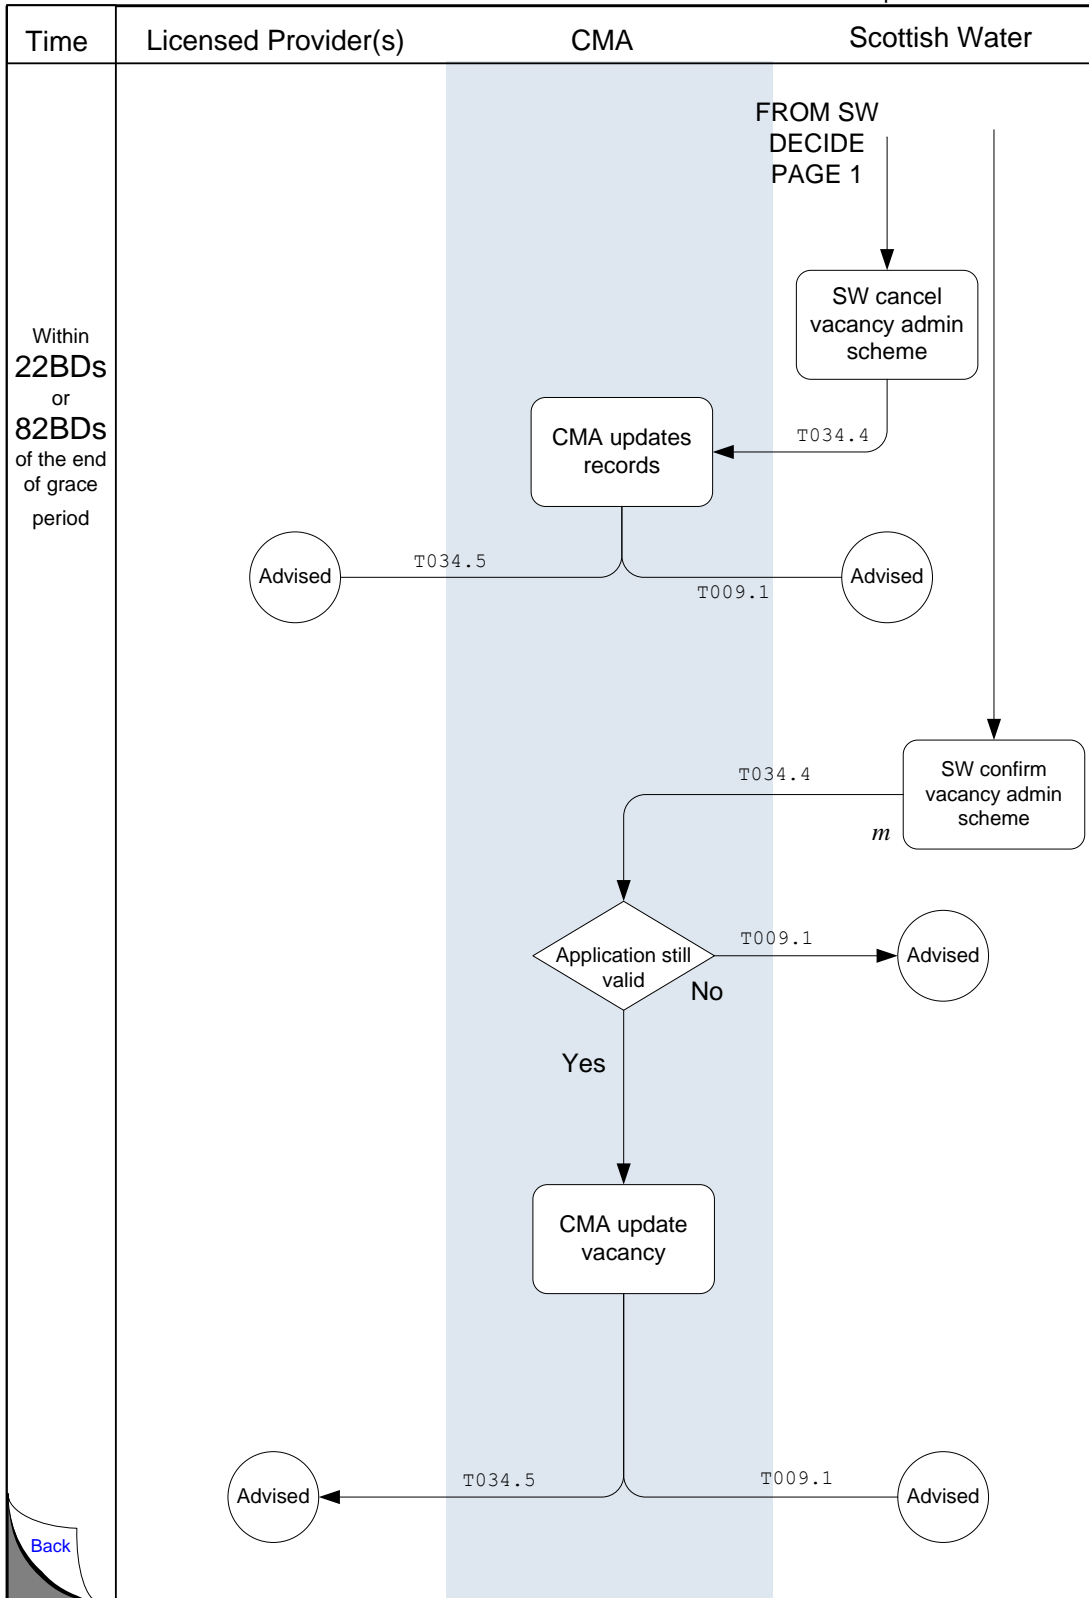 Time
Licensed Provider(s)
CMA
Scottish Water
FROM SW
DECIDE
PAGE 1
SW cancel
vacancy admin
scheme
Within
22BDs
or
82BDs
of the end
of grace
period
T034.4
CMA updates
records
Advised
T034.5
T009.1
Advised
SW confirm
vacancy admin
scheme
T034.4
m
Application still
valid
T009.1
Advised
No
Yes
CMA update
vacancy
Advised
T034.5
T009.1
Advised
Back